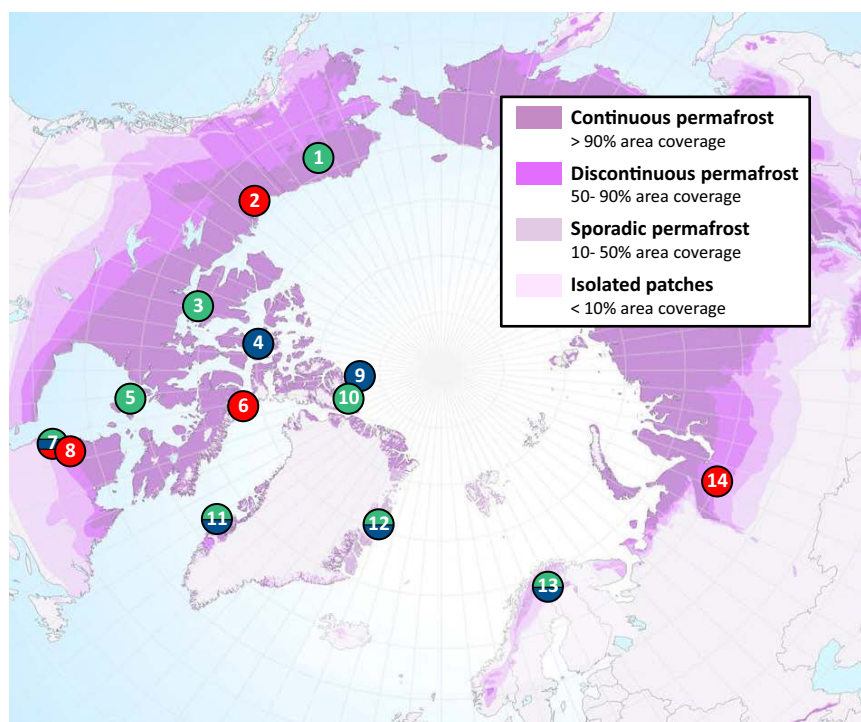 Continuous permafrost
> 90% area coverage
Discontinuous permafrost
50- 90% area coverage
Sporadic permafrost
10- 50% area coverage
Isolated patches
< 10% area coverage
1
2
3
4
5
6
7
8
9
10
11
12
13
14